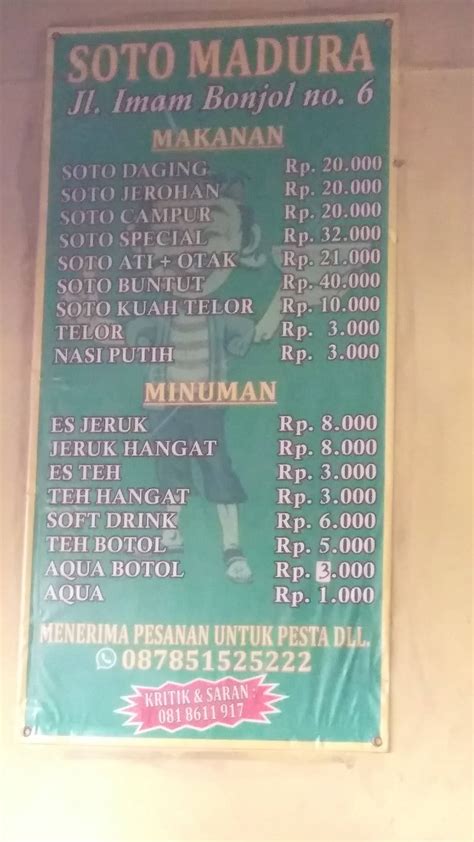 SOTO MADURA
Jl. Imam Bonjol no. 6
MAKANAN
SOTO DAGING Rp. 20.000
SOTO JEROHAN Rp. 20.000
SOTO CAMPUR Rp. 20.000
SOTO SPECIAL Rp. 32.000
SOTO ATI + OTAK Rp. 21.000
SOTO BUNTUT Rp. 40.000
SOTO KUAH TELOR Rp. 10.000
TELOR Rp. 3.000
NASI PUTIH Rp. 3.000
MINUMAN
ES JERUK Rp. 8.000
JERUK HANGAT Rp. 8.000
ES TEH Rp. 3.000
TEH HANGAT Rp. 3.000
SOFT DRINK Rp. 6.000
TEH BOTOL Rp. 5.000
AQUA BOTOL Rp. 3.000
AQUA Rp. 1.000
MENERIMA PESANAN UNTUK PESTA DLL.
087851525222
KRITIK & SARAN :
081 8611 917